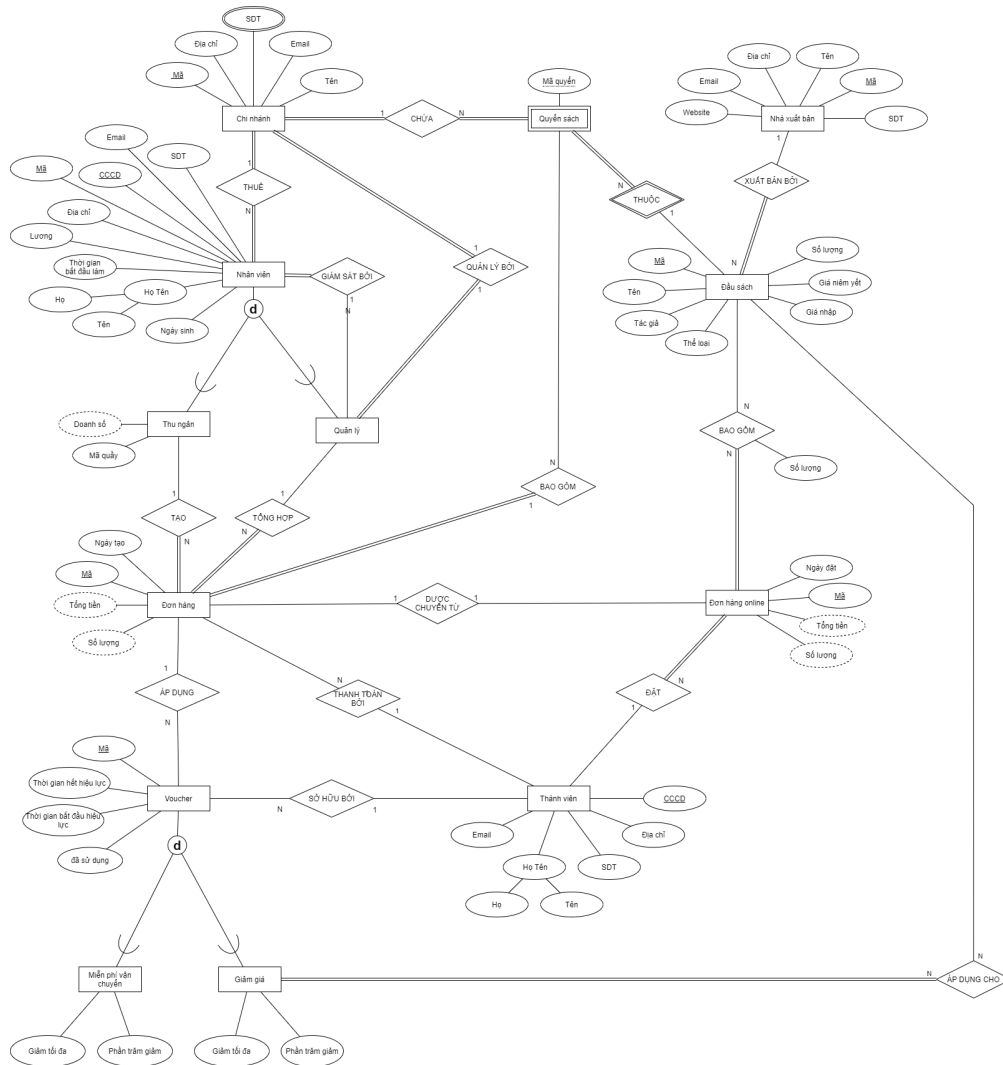 SDT
Địa chỉ
Email
Mã
Tên
Chi nhánh
1
CHỨA
N
Mã quyển
Quyển sách
Địa chỉ
Tên
Email
Mã
Website
Nhà xuất bản
SDT
1
1
THUÊ
N
N
THUỘC
1
XUẤT BẢN BỞI
N
Email
SDT
Mã
CCCD
Địa chỉ
Lương
Thời gian
bắt đầu làm
Họ
Họ Tên
Tên
Ngày sinh
Nhân viên
d
GIÁM SÁT BỞI
N
1
QUẢN LÝ BỞI
1
Mã
Số lượng
Tên
Đầu sách
Giá niêm yết
Tác giả
Giá nhập
Thể loại
Doanh số
Thu ngân
Mã quầy
Quản lý
N
BAO GỒM
N
Số lượng
N
BAO GỒM
1
1
TẠO
N
1
TỔNG HỢP
N
N
ÁP DỤNG CHO
N
Ngày tạo
Mã
Tổng tiền
Số lượng
Đơn hàng
1
DƯỢC
CHUYỂN TỪ
1
Đơn hàng online
Ngày đặt
Mã
Tổng tiền
Số lượng
1
ÁP DỤNG
N
N
THANH TOÁN
BỞI
1
N
ĐẶT
1
Mã
Thời gian hết hiệu lực
Thời gian bắt đầu hiệu
lực
đã sử dụng
Voucher
N
SỞ HỮU BỞI
1
Thành viên
CCCD
Email
Địa chỉ
Họ Tên
SDT
Họ
Tên
d
Miễn phí vận
chuyển
Giảm giá
Giảm tối đa
Phần trăm giảm
Giảm tối đa
Phần trăm giảm